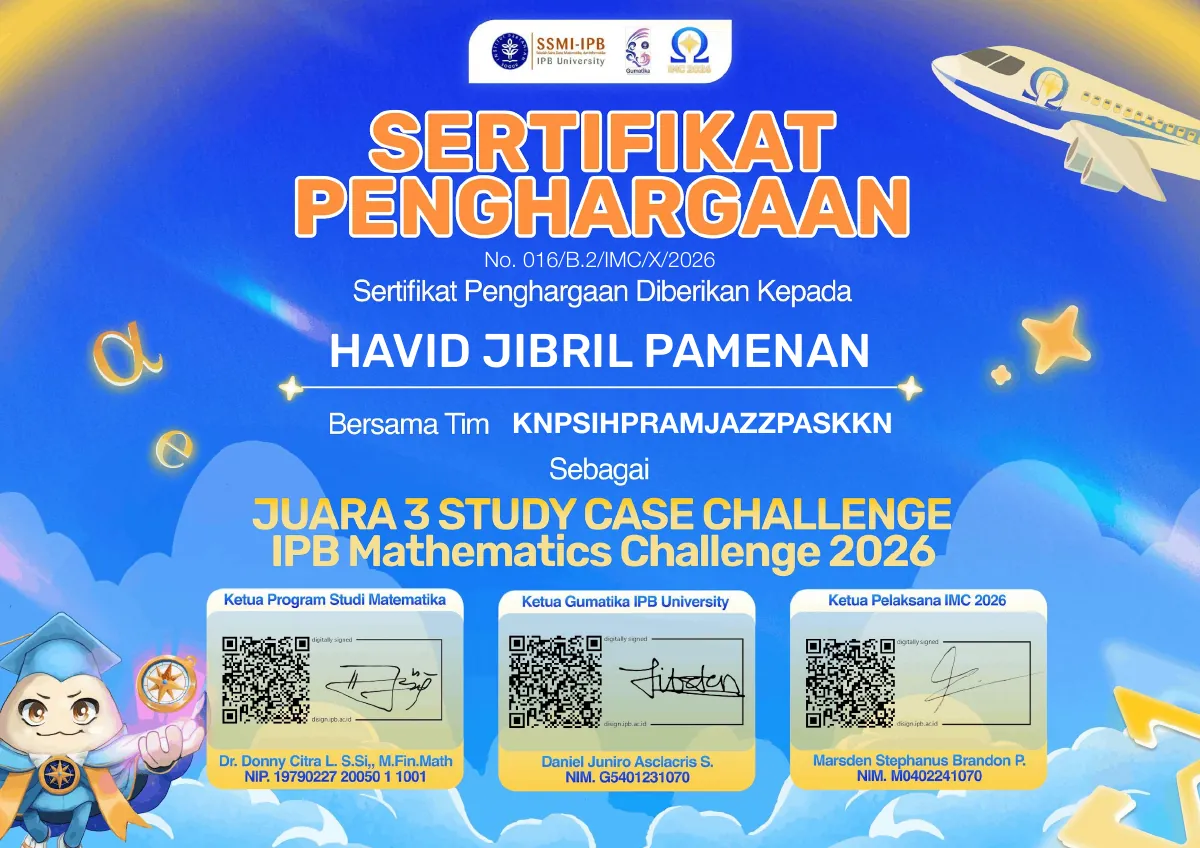 SSMI-IPB
IPB University
Gumatika
IMC 2026
SERTIFIKAT
PENGHARGAAN
No. 016/B.2/IMC/X/2026
Sertifikat Penghargaan Diberikan Kepada
HAVID JIBRIL PAMENAN
Bersama Tim KNPSIHPRAMJAZZPASKKN
Sebagai
JUARA 3 STUDY CASE CHALLENGE
IPB Mathematics Challenge 2026
Ketua Program Studi Matematika
digitally signed
disign.ipb.ac.id
Dr. Donny Citra L. S.Si,, M.Fin.Math
NIP. 19790227 20050 1 1001
Ketua Gumatika IPB University
digitally signed
disign.ipb.ac.id
Daniel Juniro Asclacris S.
NIM. G5401231070
Ketua Pelaksana IMC 2026
digitally signed
disign.ipb.ac.id
Marsden Stephanus Brandon P.
NIM. M0402241070
α
e